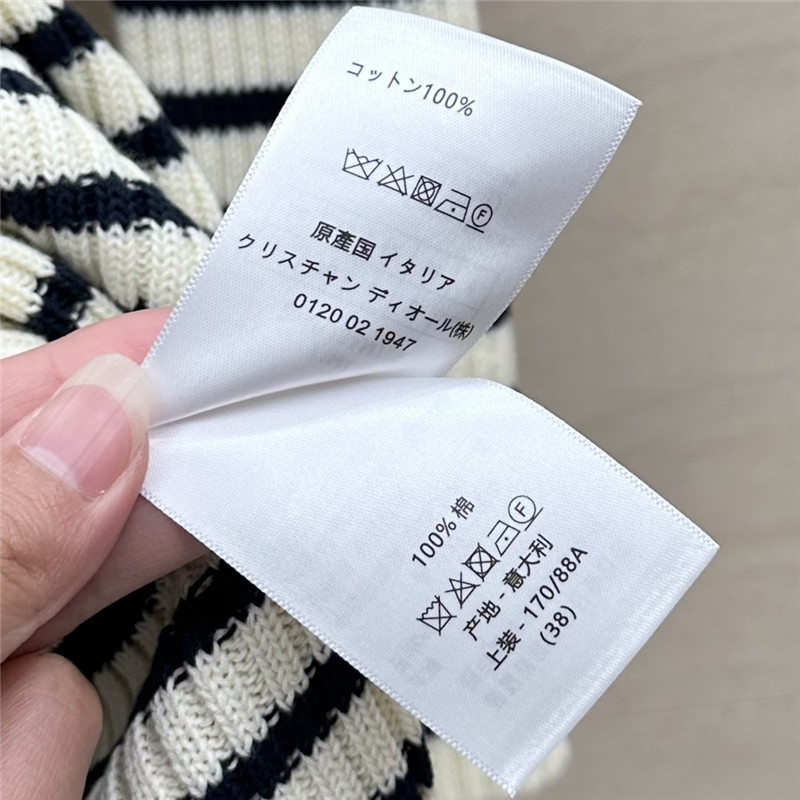 コットン100%
F
原産国 イタリア
クリスチャン ディオール(株)
0120 02 1947
100% 棉
F
产地 - 意大利
上装 - 170/88A
(38)